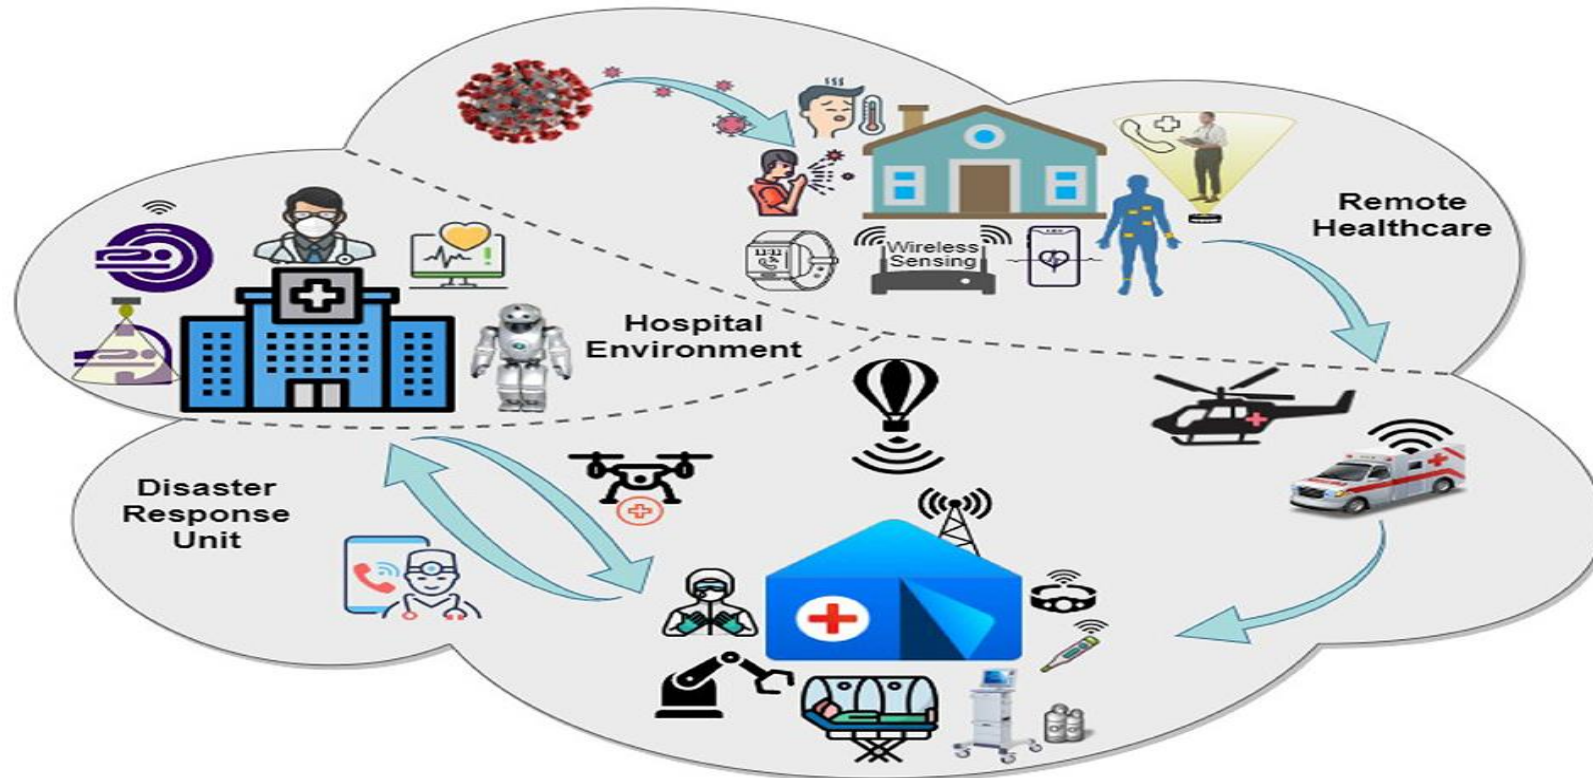 Remote
Healthcare
Wireless
Sensing
Hospital
Environment
Disaster
Response
Unit